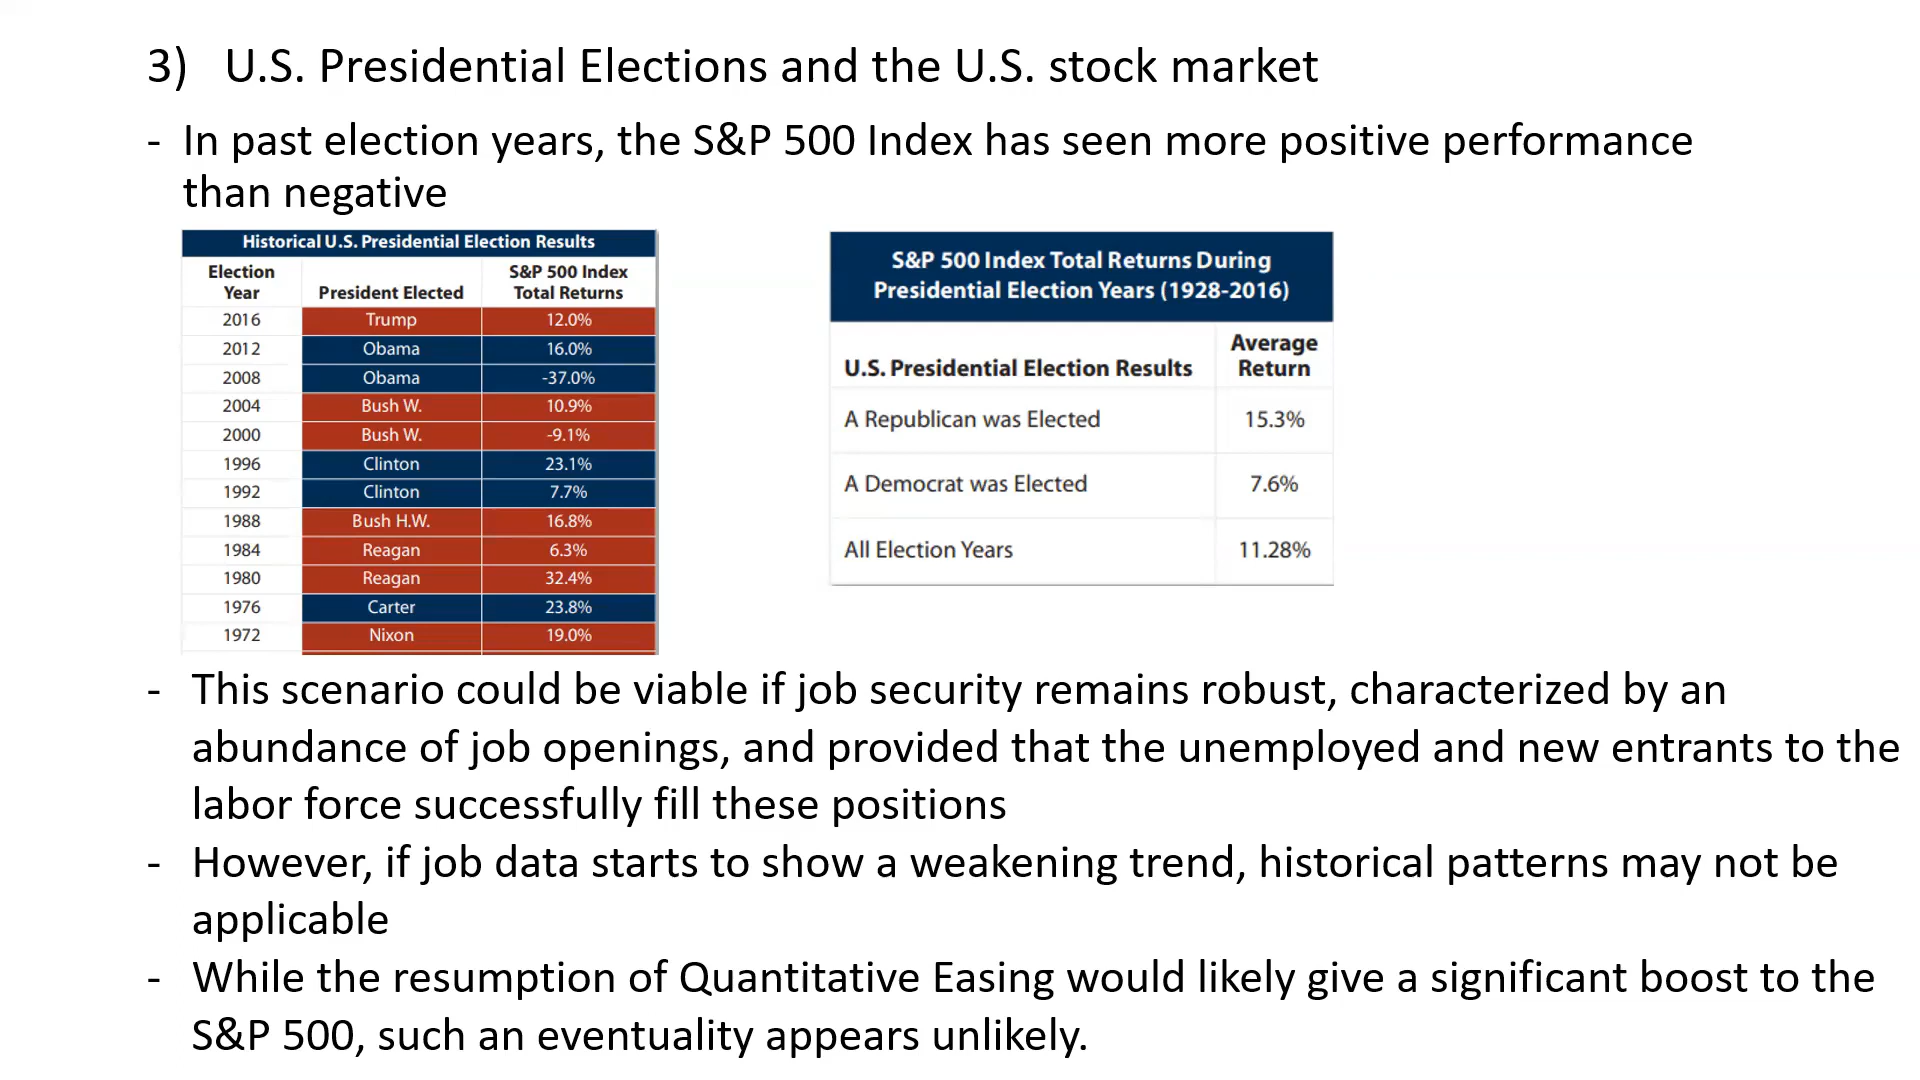 3) U.S. Presidential Elections and the U.S. stock market
- In past election years, the S&P 500 Index has seen more positive performance
than negative
Historical U.S. Presidential Election Results
Election Year President Elected S&P 500 Index Total Returns
2016 Trump 12.0%
2012 Obama 16.0%
2008 Obama -37.0%
2004 Bush W. 10.9%
2000 Bush W. -9.1%
1996 Clinton 23.1%
1992 Clinton 7.7%
1988 Bush H.W. 16.8%
1984 Reagan 6.3%
1980 Reagan 32.4%
1976 Carter 23.8%
1972 Nixon 19.0%
S&P 500 Index Total Returns During
Presidential Election Years (1928-2016)
U.S. Presidential Election Results Average Return
A Republican was Elected 15.3%
A Democrat was Elected 7.6%
All Election Years 11.28%
- This scenario could be viable if job security remains robust, characterized by an
abundance of job openings, and provided that the unemployed and new entrants to the
labor force successfully fill these positions
- However, if job data starts to show a weakening trend, historical patterns may not be
applicable
- While the resumption of Quantitative Easing would likely give a significant boost to the
S&P 500, such an eventuality appears unlikely.